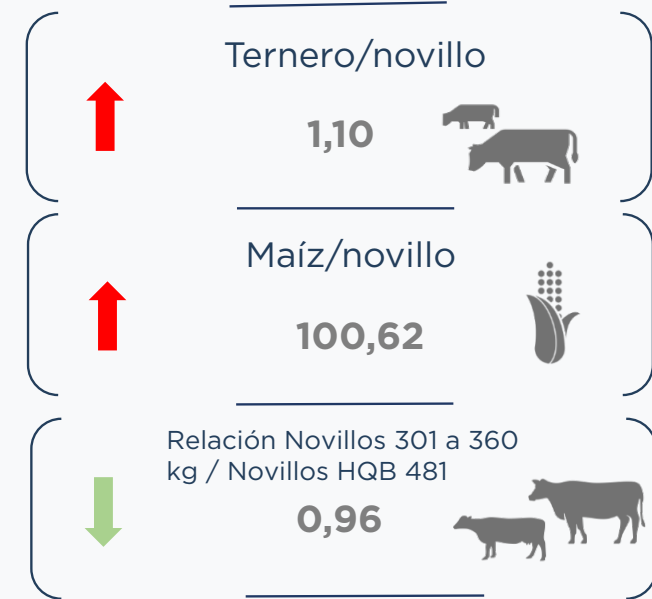 Ternero/novillo
1,10
Maíz/novillo
100,62
Relación Novillos 301 a 360
kg / Novillos HQB 481
0,96